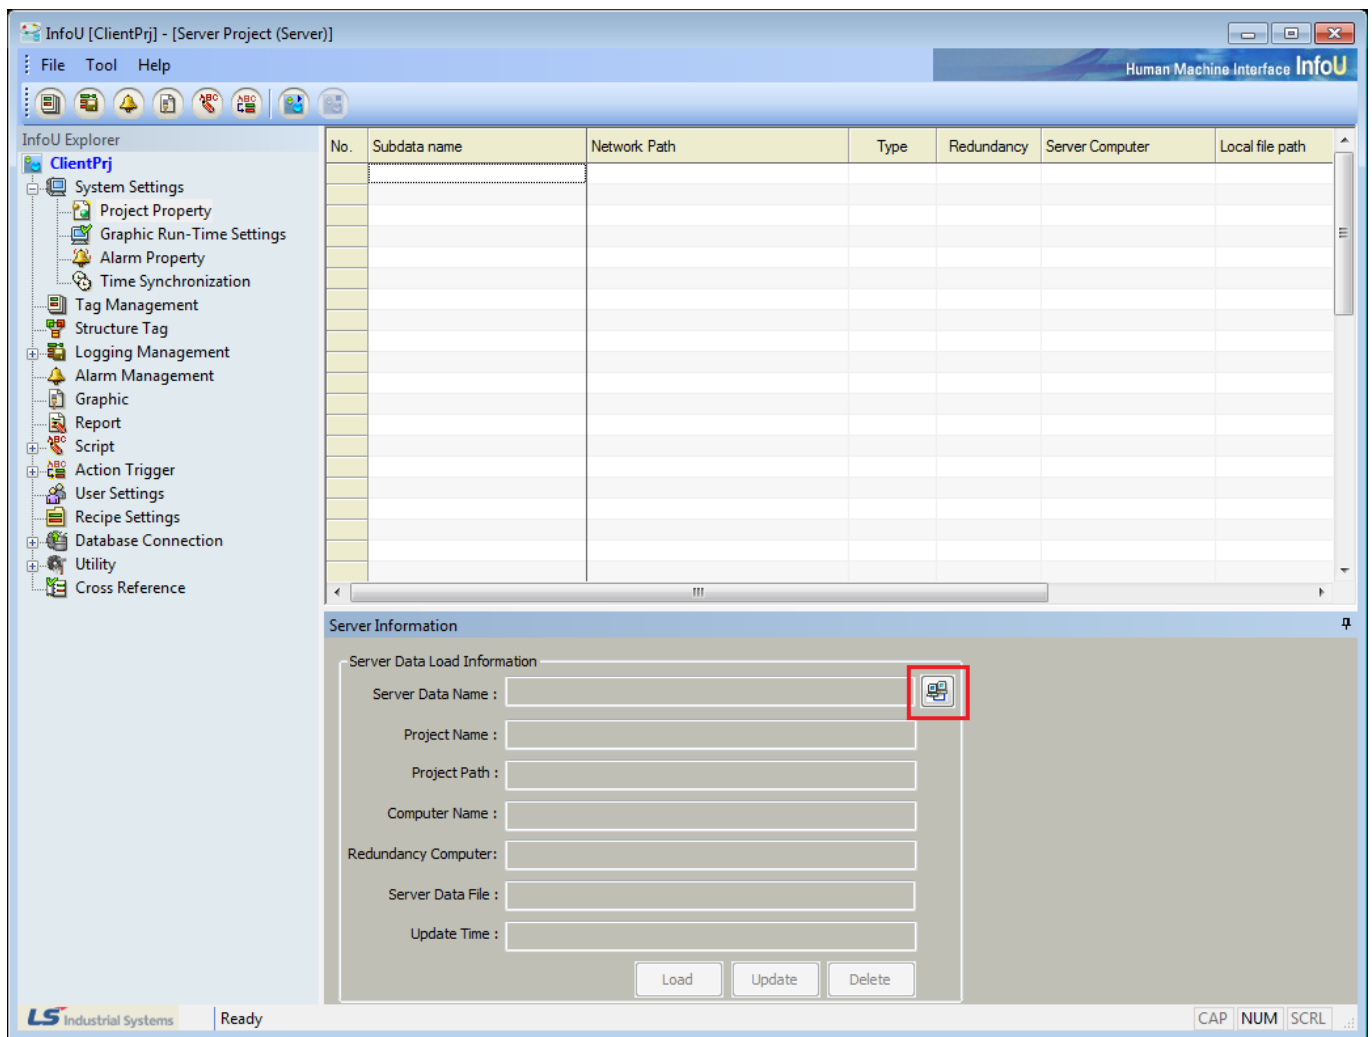 InfoU [ClientPrj] - [Server Project (Server)]
File Tool Help
Human Machine Interface InfoU
InfoU Explorer
ClientPrj
System Settings
Project Property
Graphic Run-Time Settings
Alarm Property
Time Synchronization
Tag Management
Structure Tag
Logging Management
Alarm Management
Graphic
Report
Script
Action Trigger
User Settings
Recipe Settings
Database Connection
Utility
Cross Reference
No. Subdata name Network Path Type Redundancy Server Computer Local file path
Server Information
Server Data Load Information
Server Data Name :
Project Name :
Project Path :
Computer Name :
Redundancy Computer:
Server Data File :
Update Time :
Load Update Delete
LS Industrial Systems Ready CAP NUM SCRL